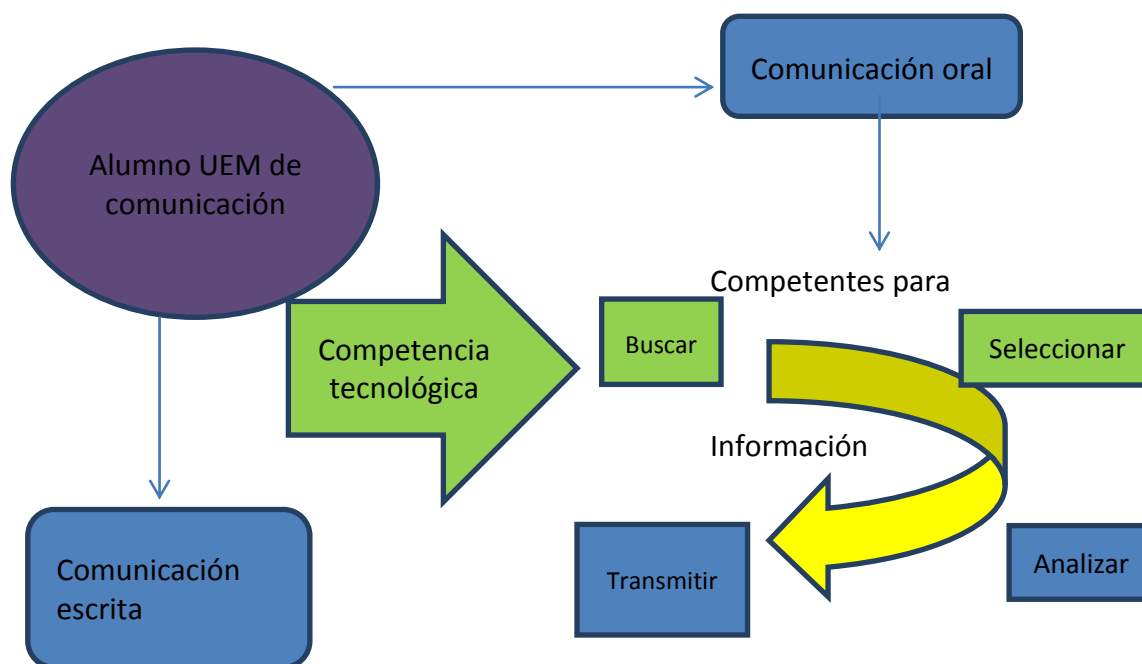 Comunicación oral
Alumno UEM de
comunicación
Competentes para
Buscar
Seleccionar
Competencia
tecnológica
Información
Comunicación
escrita
Transmitir
Analizar